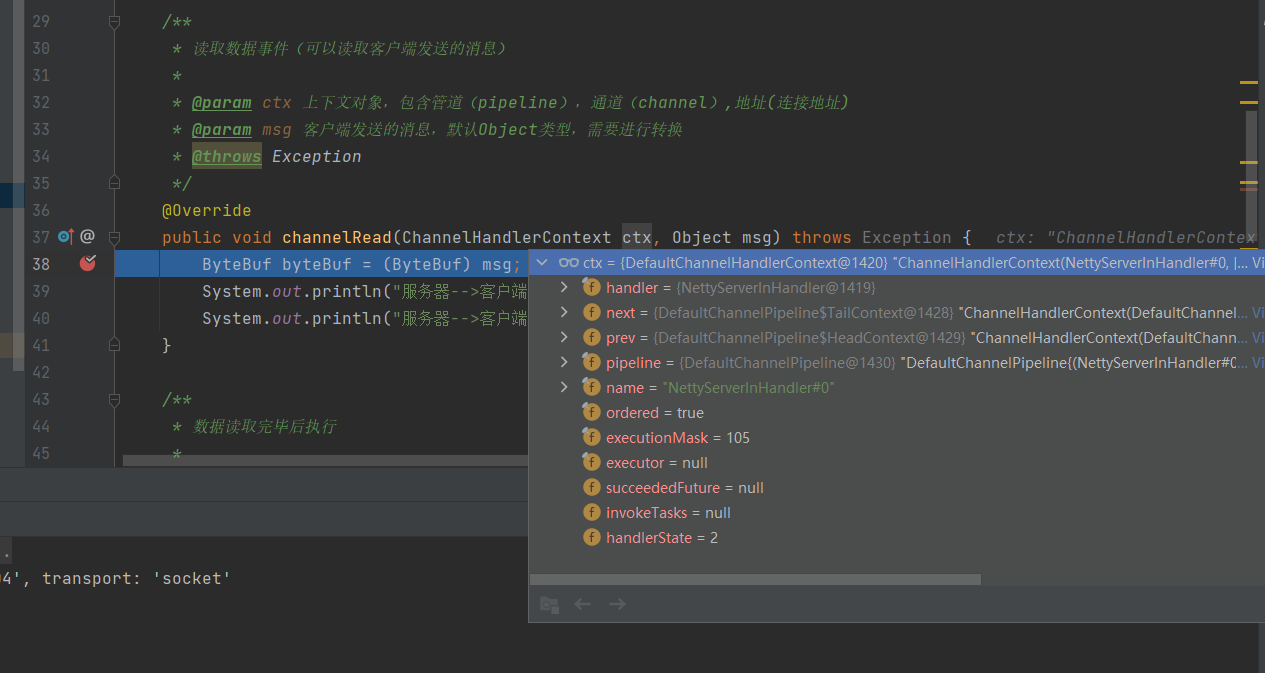 29 /**
30 * 读取数据事件（可以读取客户端发送的消息）
31 *
32 * @param ctx 上下文对象，包含管道（pipeline），通道（channel）,地址(连接地址)
33 * @param msg 客户端发送的消息，默认Object类型，需要进行转换
34 * @throws Exception
35 */
36 @Override
37 @ public void channelRead(ChannelHandlerContext ctx, Object msg) throws Exception { ctx: "ChannelHandlerContex
38 ByteBuf byteBuf = (ByteBuf) msg;
39 System.out.println("服务器-->客户端
40 System.out.println("服务器-->客户端
41 }
42
43 /**
44 * 数据读取完毕后执行
45 *
ctx = {DefaultChannelHandlerContext@1420} "ChannelHandlerContext(NettyServerInHandler#0, |... Vi
handler = {NettyServerInHandler@1419}
next = {DefaultChannelPipeline$TailContext@1428} "ChannelHandlerContext(DefaultChannel... Vi
prev = {DefaultChannelPipeline$HeadContext@1429} "ChannelHandlerContext(DefaultChann... Vi
pipeline = {DefaultChannelPipeline@1430} "DefaultChannelPipeline{(NettyServerInHandler#0... Vi
name = "NettyServerInHandler#0"
ordered = true
executionMask = 105
executor = null
succeededFuture = null
invokeTasks = null
handlerState = 2
.
4', transport: 'socket'